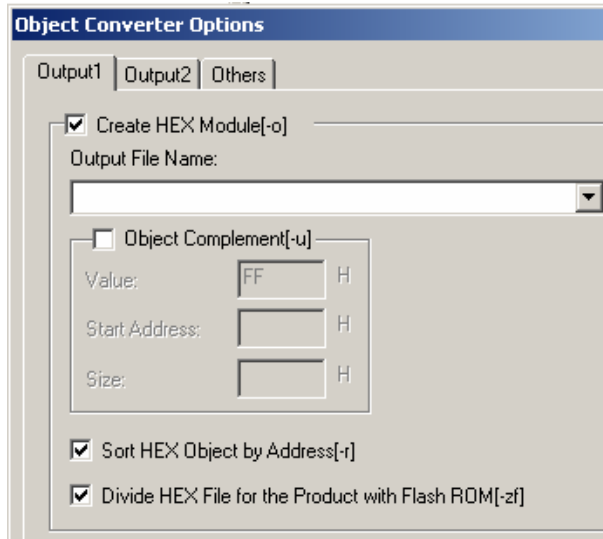 Object Converter Options
Output1 Output2 Others
Create HEX Module[-o]
Output File Name:
Object Complement[-u]
Value: FF H
Start Address: H
Size: H
Sort HEX Object by Address[-r]
Divide HEX File for the Product with Flash ROM[-zf]